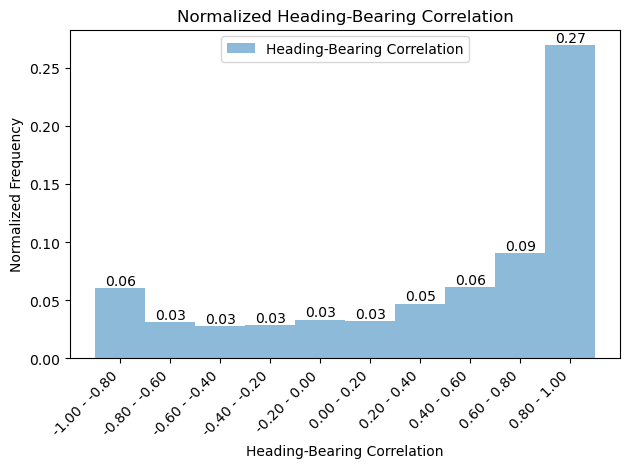 Normalized Heading-Bearing Correlation
Heading-Bearing Correlation
Normalized Frequency
0.25
0.20
0.15
0.10
0.05
0.00
0.06
0.03
0.03
0.03
0.03
0.03
0.05
0.06
0.09
0.27
-1.00 - -0.80
-0.80 - -0.60
-0.60 - -0.40
-0.40 - -0.20
-0.20 - 0.00
0.00 - 0.20
0.20 - 0.40
0.40 - 0.60
0.60 - 0.80
0.80 - 1.00
Heading-Bearing Correlation